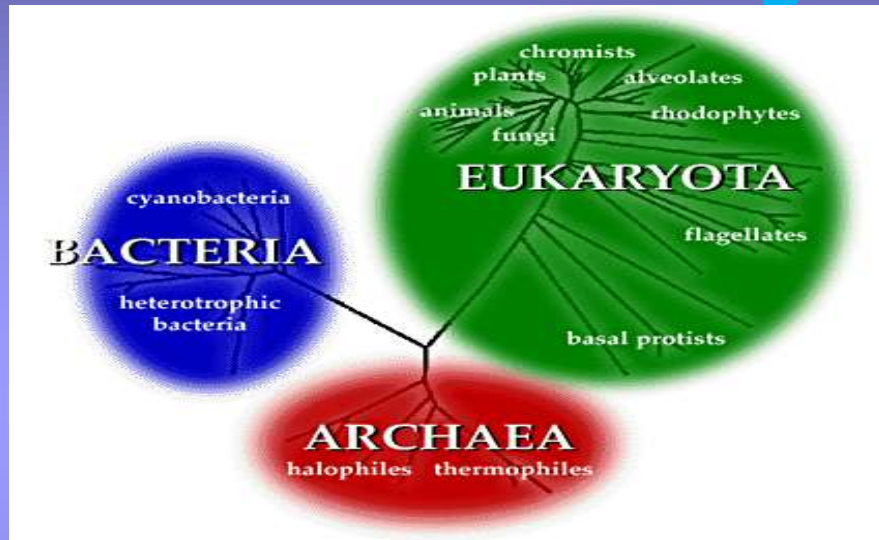 chromists
plants alveolates
animals rhodophytes
fungi
EUKARYOTA
cyanobacteria
flagellates
BACTERIA
heterotrophic
bacteria
basal protists
ARCHAEA
halophiles thermophiles